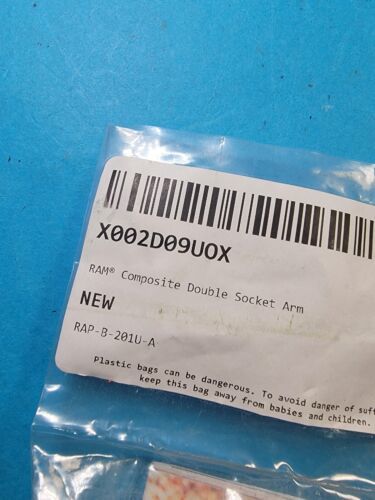 X002D09UOX
RAM® Composite Double Socket Arm
NEW
RAP-B-201U-A
Plastic bags can be dangerous. To avoid danger of
keep this bag away from babies and children.